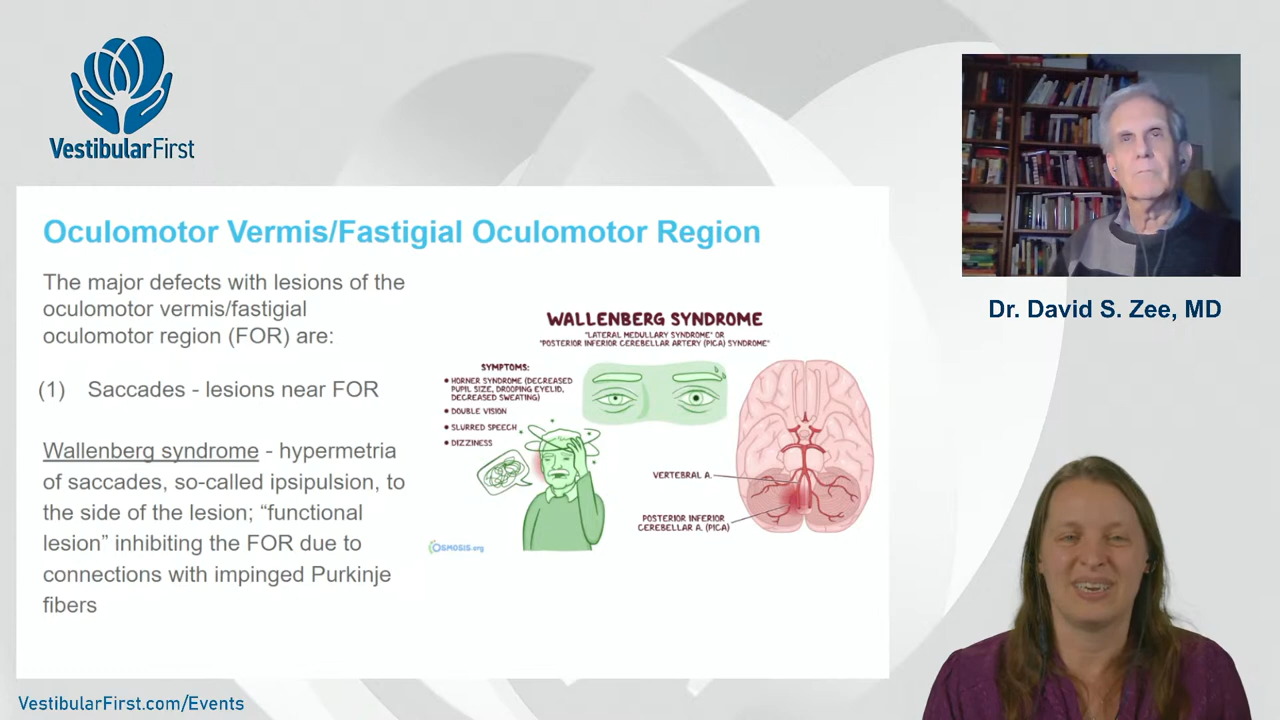 VestibularFirst
Oculomotor Vermis/Fastigial Oculomotor Region
The major defects with lesions of the
oculomotor vermis/fastigial
oculomotor region (FOR) are:
(1) Saccades - lesions near FOR
Wallenberg syndrome - hypermetria
of saccades, so-called ipsipulsion, to
the side of the lesion; “functional
lesion” inhibiting the FOR due to
connections with impinged Purkinje
fibers
WALLENBERG SYNDROME
"LATERAL MEDULLARY SYNDROME" OR
"POSTERIOR INFERIOR CEREBELLAR ARTERY (PICA) SYNDROME"
SYMPTOMS:
• HORNER SYNDROME (DECREASED
PUPIL SIZE, DROOPING EYELID,
DECREASED SWEATING)
• DOUBLE VISION
• SLURRED SPEECH
• DIZZINESS
VERTEBRAL A.
POSTERIOR INFERIOR
CEREBELLAR A. (PICA)
OSMOSIS.org
Dr. David S. Zee, MD
VestibularFirst.com/Events